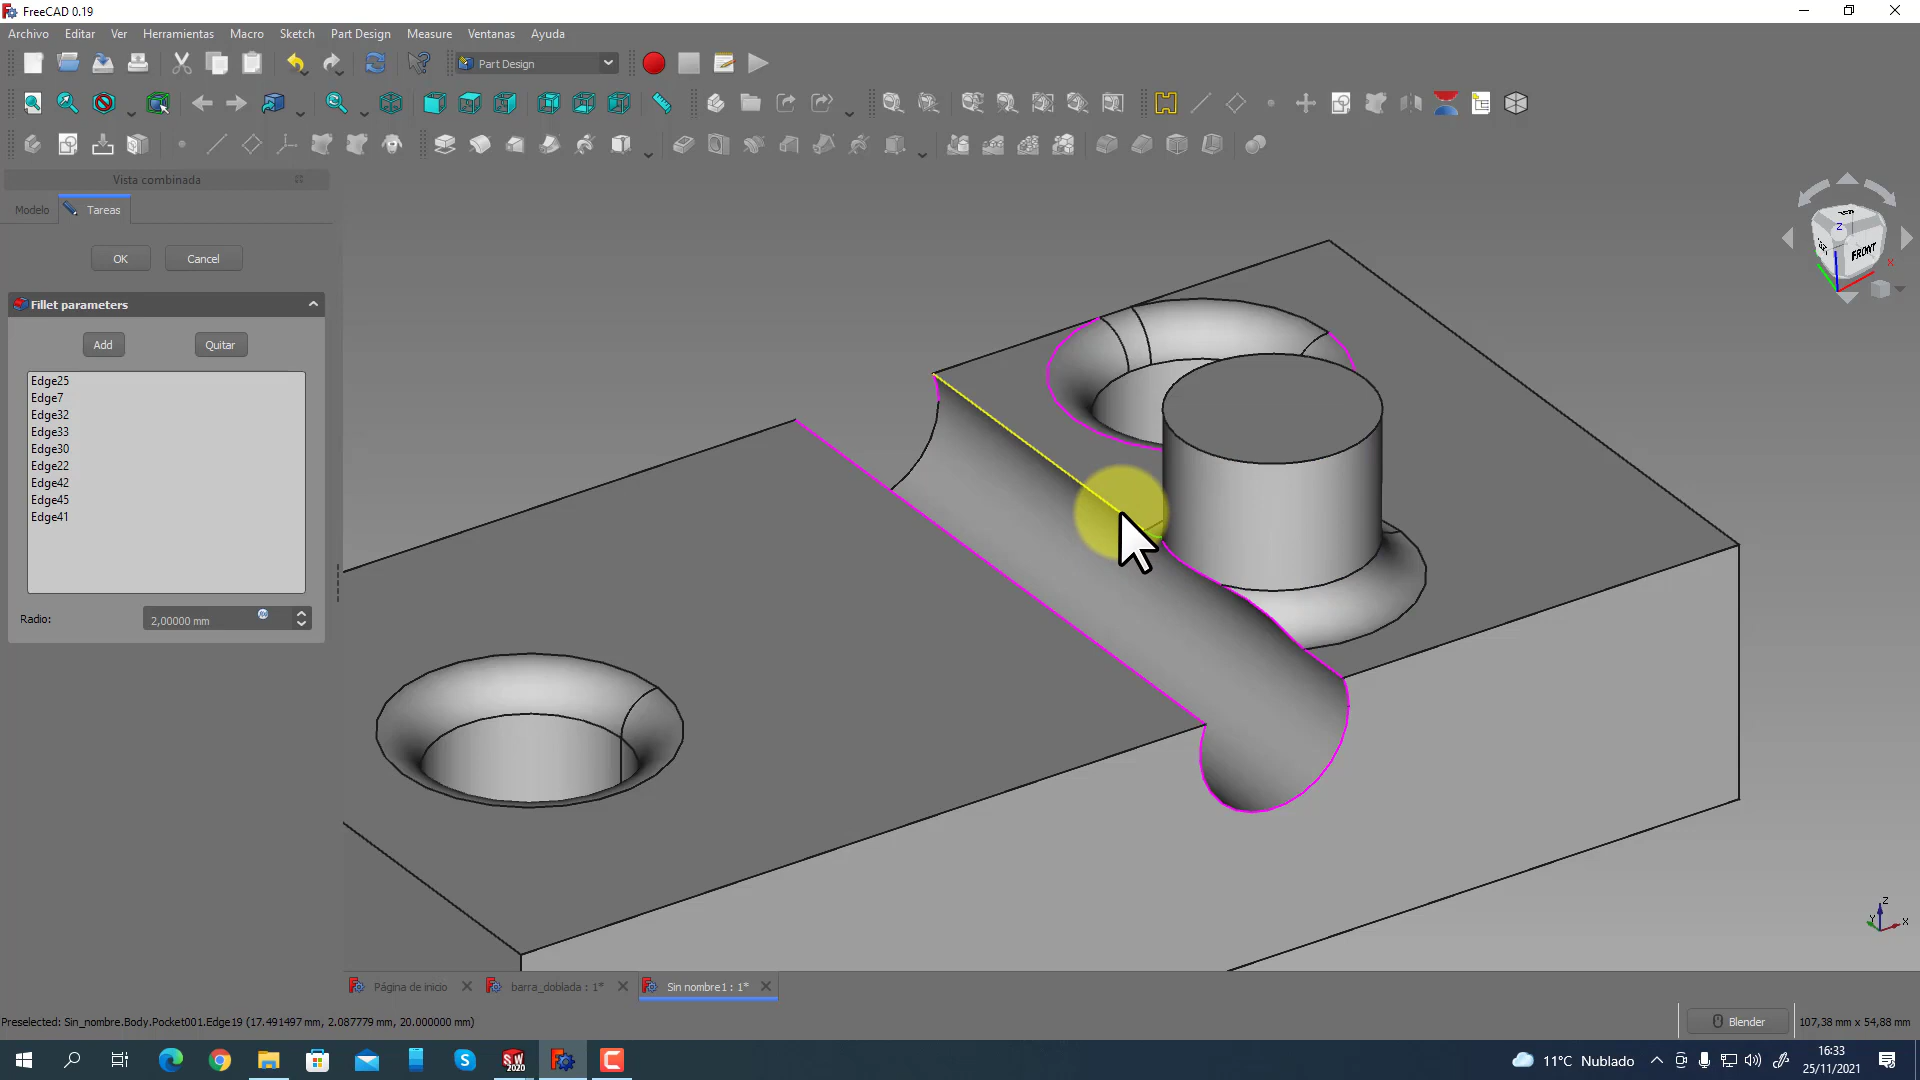 FreeCAD 0.19
Archivo Editar Ver Herramientas Macro Sketch Part Design Measure Ventanas Ayuda
Part Design
Vista combinada
Modelo Tareas
OK Cancel
Fillet parameters
Add Quitar
Edge25
Edge7
Edge32
Edge33
Edge30
Edge22
Edge42
Edge45
Edge41
Radio: 2,00000 mm
Z
FRONT
X
Z
Y X
Página de inicio barra_doblada : 1* Sin nombre1 : 1*
Preselected: Sin_nombre.Body.Pocket001.Edge19 (17.491497 mm, 2.087779 mm, 20.000000 mm)
Blender 107,38 mm x 54,88 mm
SW 2020
11°C Nublado
16:33
25/11/2021